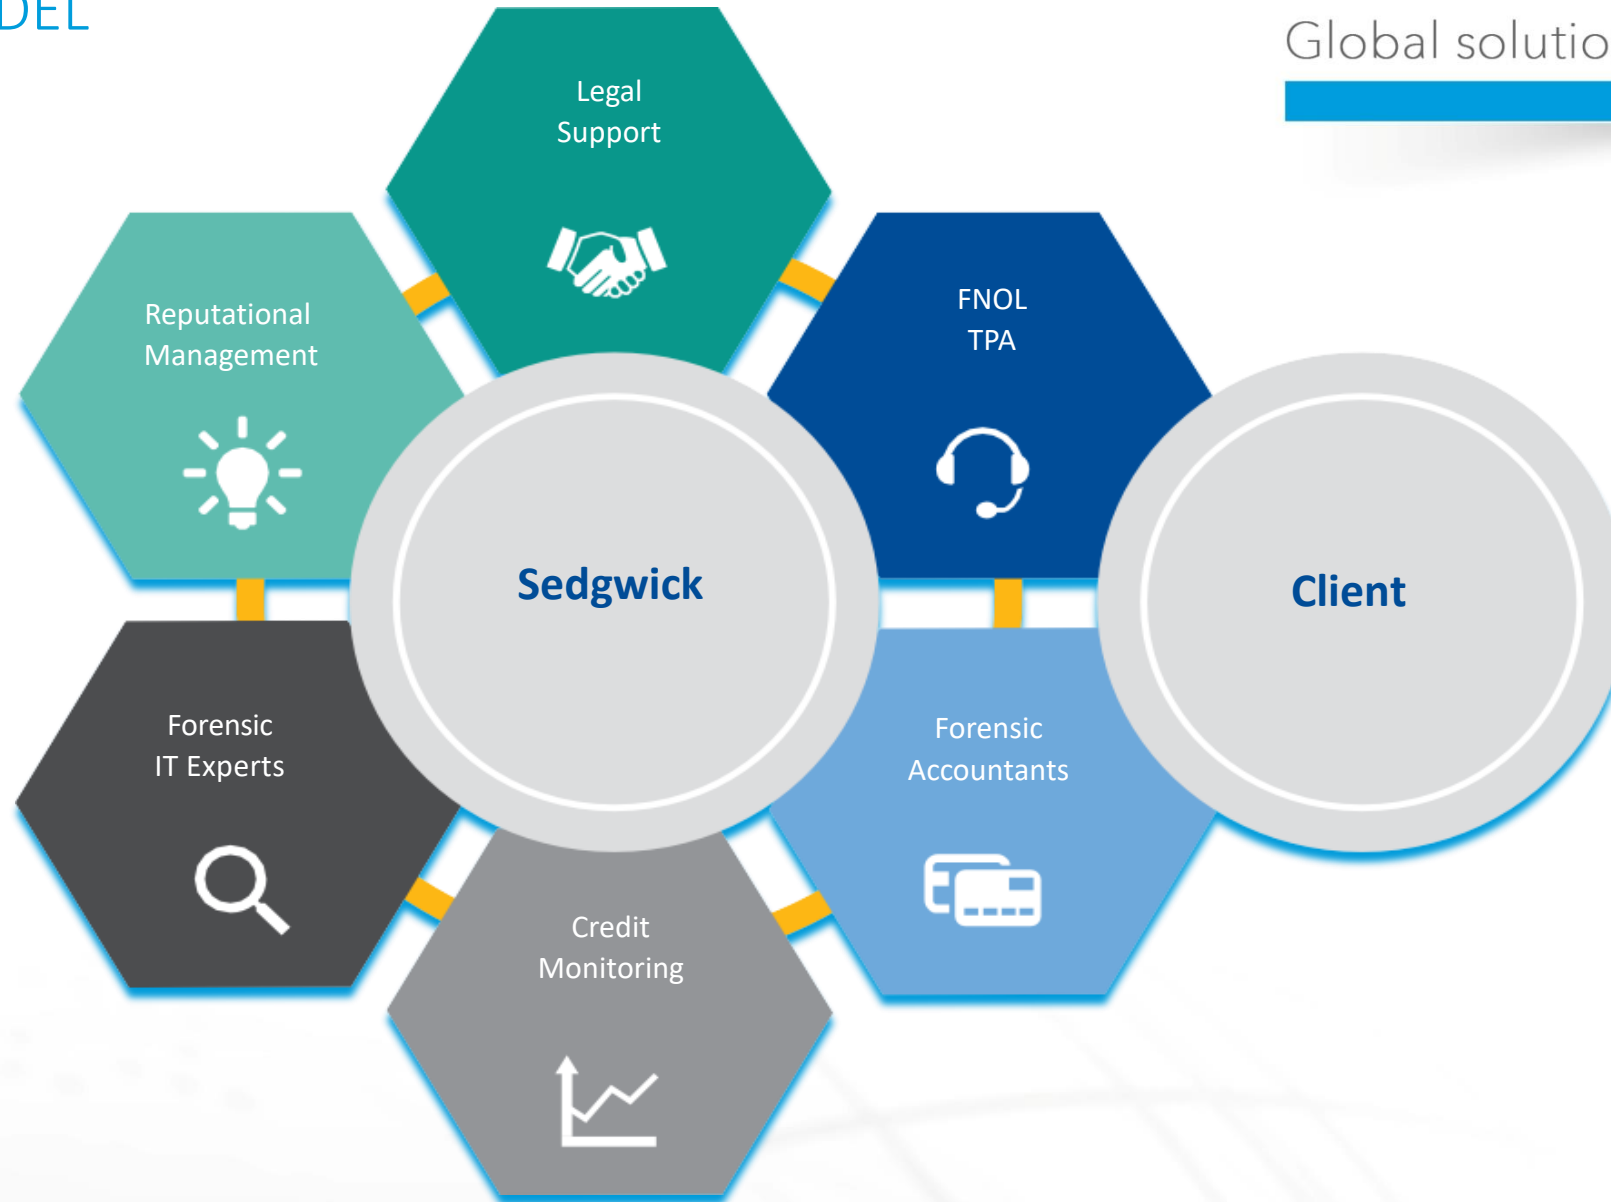 DEL
Global solutio
Legal
Support
Reputational
Management
FNOL
TPA
Sedgwick
Client
Forensic
IT Experts
Forensic
Accountants
Credit
Monitoring